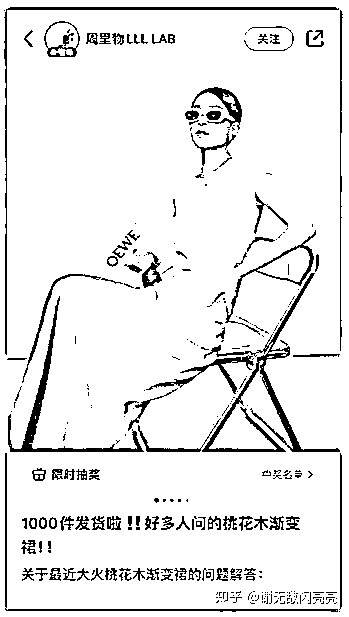 周里物LLL LAB
关注
OEWE
限时抽奖
中奖名单 >
1000件发货啦‼好多人问的桃花木渐变
裙‼
关于最近大火桃花木渐变裙的问题解答：
知乎 @谢无敌闪亮亮